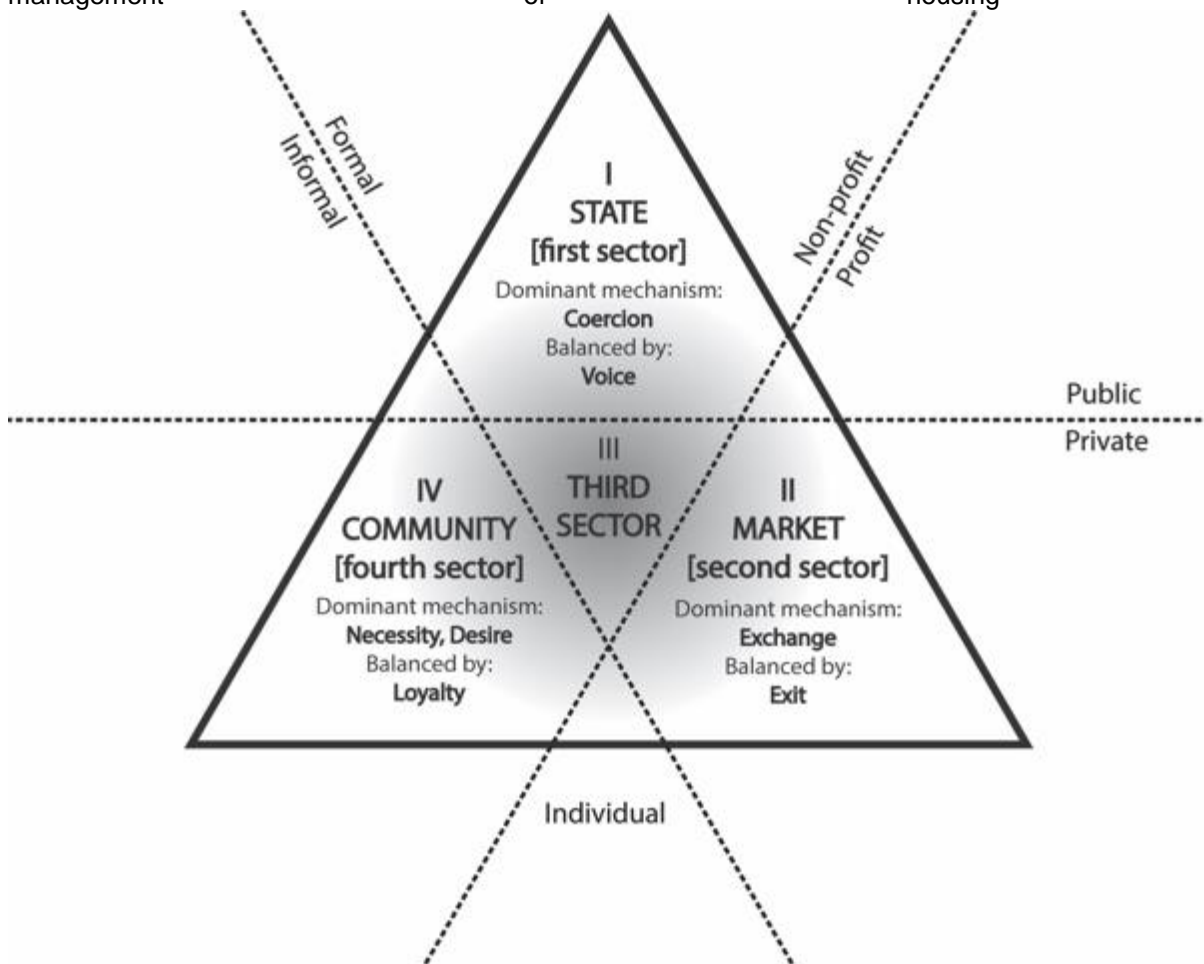 management of housing
Formal
Informal
Non-profit
Profit
I
STATE
[first sector]
Dominant mechanism:
Coercion
Balanced by:
Voice
Public
Private
III
THIRD
SECTOR
IV
COMMUNITY
[fourth sector]
Dominant mechanism:
Necessity, Desire
Balanced by:
Loyalty
II
MARKET
[second sector]
Dominant mechanism:
Exchange
Balanced by:
Exit
Individual